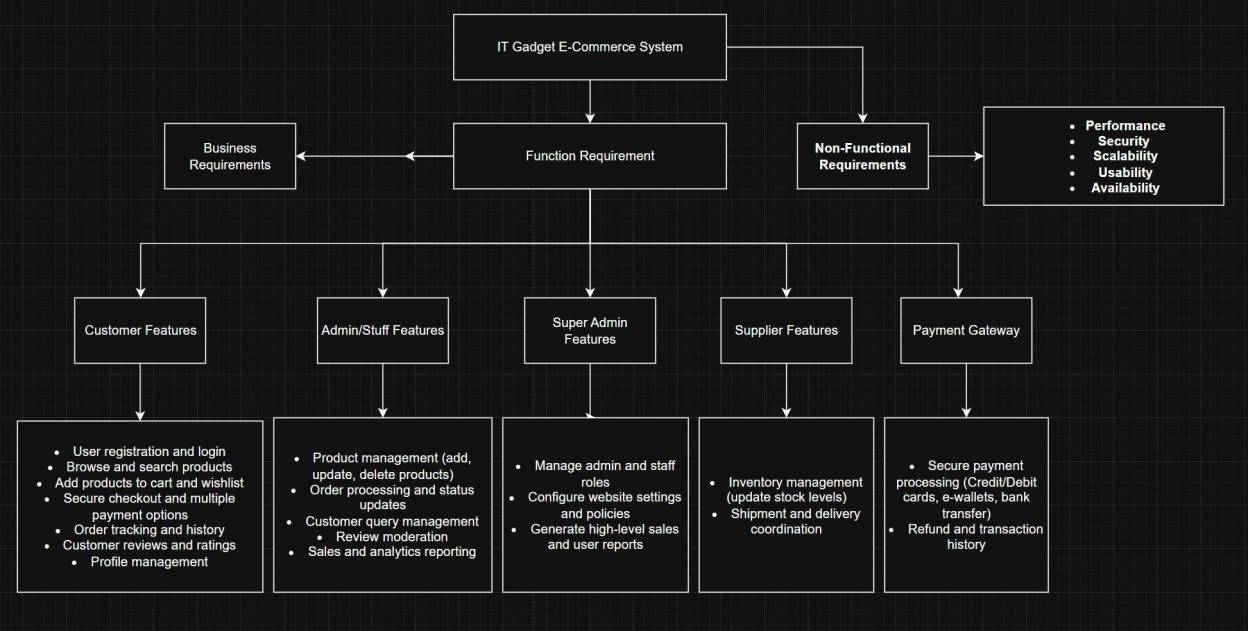 IT Gadget E-Commerce System
Business
Requirements
Function Requirement
Non-Functional
Requirements
• Performance
• Security
• Scalability
• Usability
• Availability
Customer Features
Admin/Stuff Features
Super Admin
Features
Supplier Features
Payment Gateway
• User registration and login
• Browse and search products
• Add products to cart and wishlist
• Secure checkout and multiple
payment options
• Order tracking and history
• Customer reviews and ratings
• Profile management
• Product management (add,
update, delete products)
• Order processing and status
updates
• Customer query management
• Review moderation
• Sales and analytics reporting
• Manage admin and staff
roles
• Configure website settings
and policies
• Generate high-level sales
and user reports
• Inventory management
(update stock levels)
• Shipment and delivery
coordination
• Secure payment
processing (Credit/Debit
cards, e-wallets, bank
transfer)
• Refund and transaction
history